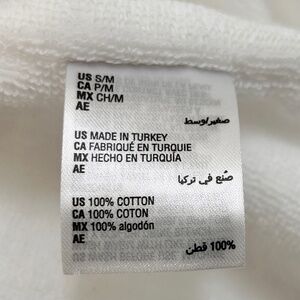 US S/M
CA P/M
MX CH/M
AE
صغير/وسط
US MADE IN TURKEY
CA FABRIQUÉ EN TURQUIE
MX HECHO EN TURQUÍA
AE
صُنع في تركيا
US 100% COTTON
CA 100% COTON
MX 100% algodón
AE
100% قطن